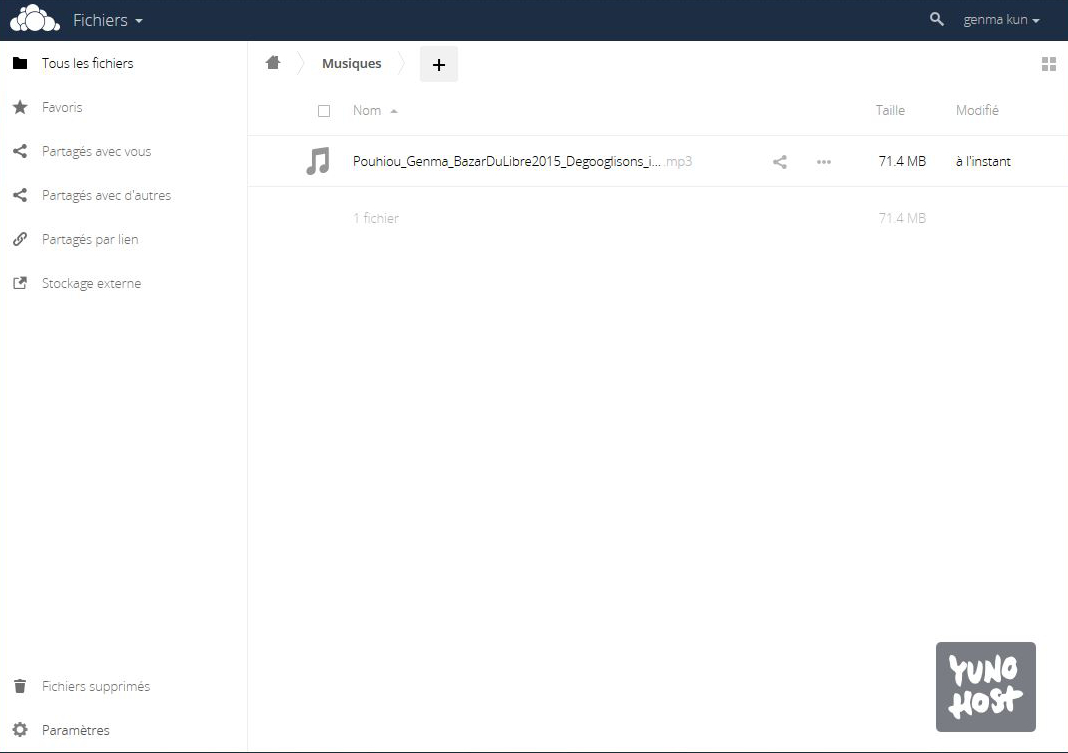 Fichiers
genma kun
Tous les fichiers
Favoris
Partagés avec vous
Partagés avec d'autres
Partagés par lien
Stockage externe
Fichiers supprimés
Paramètres
Musiques
+
Nom Taille Modifié
Pouhiou_Genma_BazarDuLibre2015_Degooglisons_i... .mp3 71.4 MB à l'instant
1 fichier 71.4 MB
YUNO
HOST